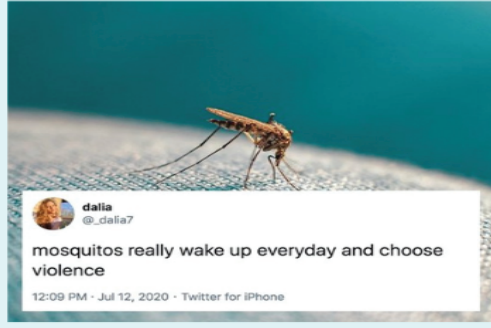 dalia
@_dalia7
mosquitos really wake up everyday and choose
violence
12:09 PM · Jul 12, 2020 · Twitter for iPhone